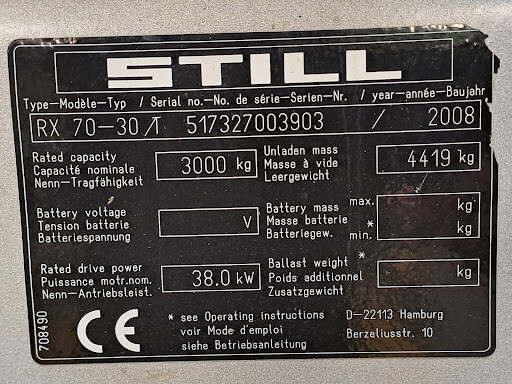 STILL
Type-Modèle-Typ / Serial no.-No. de série-Serien-Nr. / year-année-Baujahr
RX 70-30/T 517327003903 / 2008
Rated capacity
Capacité nominale
Nenn-Tragfähigkeit
3000 kg
Unladen mass
Masse à vide
Leergewicht
4419 kg
Battery voltage
Tension batterie
Batteriespannung
V
Battery mass max.
Masse batterie *
Batteriegew. min.
kg
kg
Rated drive power
Puissance motr.nom.
Nenn-Antriebsleist.
38.0 kW
Ballast weight *
Poids additionnel
Zusatzgewicht
kg
708490
CE
* see Operating instructions
voir Mode d'emploi
siehe Betriebsanleitung
D-22113 Hamburg
Berzeliusstr. 10